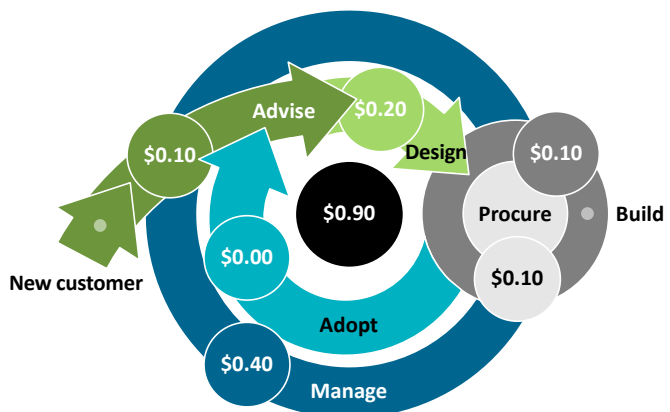 Advise
$0.20
$0.10
Design
$0.10
$0.90
Procure
Build
$0.00
New customer
$0.10
Adopt
$0.40
Manage